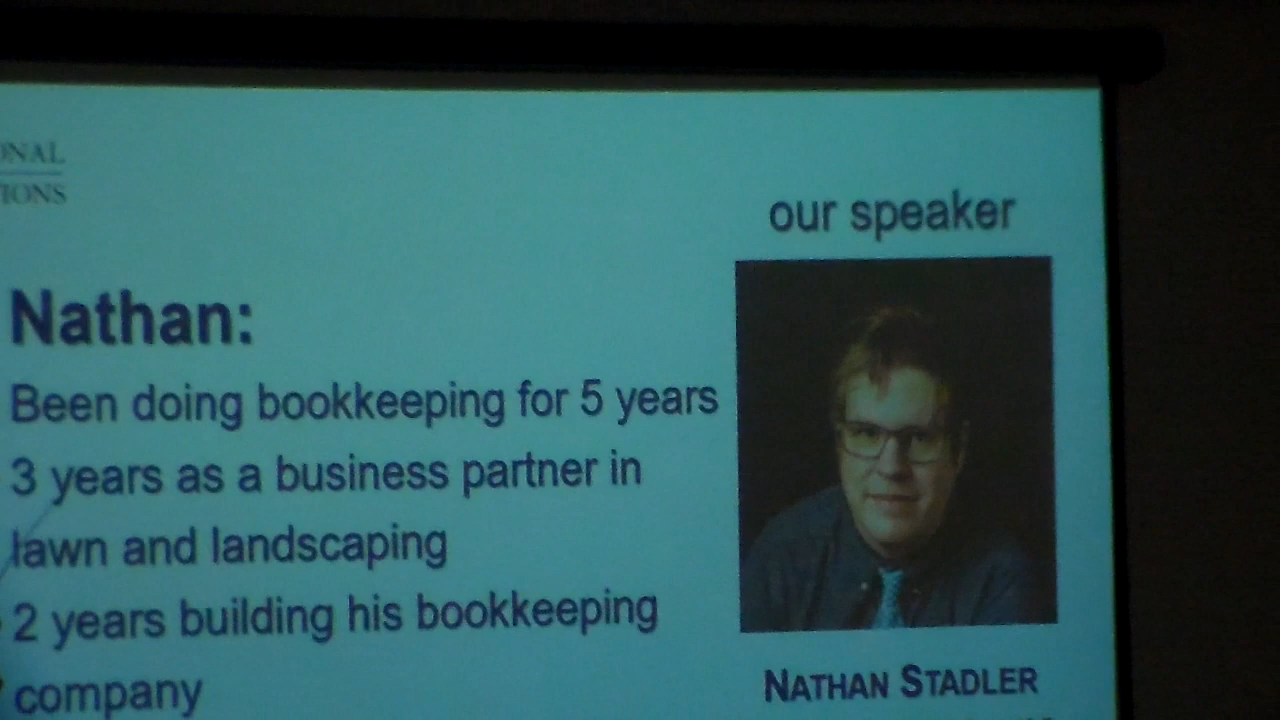 ONAL
TIONS
our speaker
Nathan:
Been doing bookkeeping for 5 years
3 years as a business partner in
lawn and landscaping
2 years building his bookkeeping
company
NATHAN STADLER